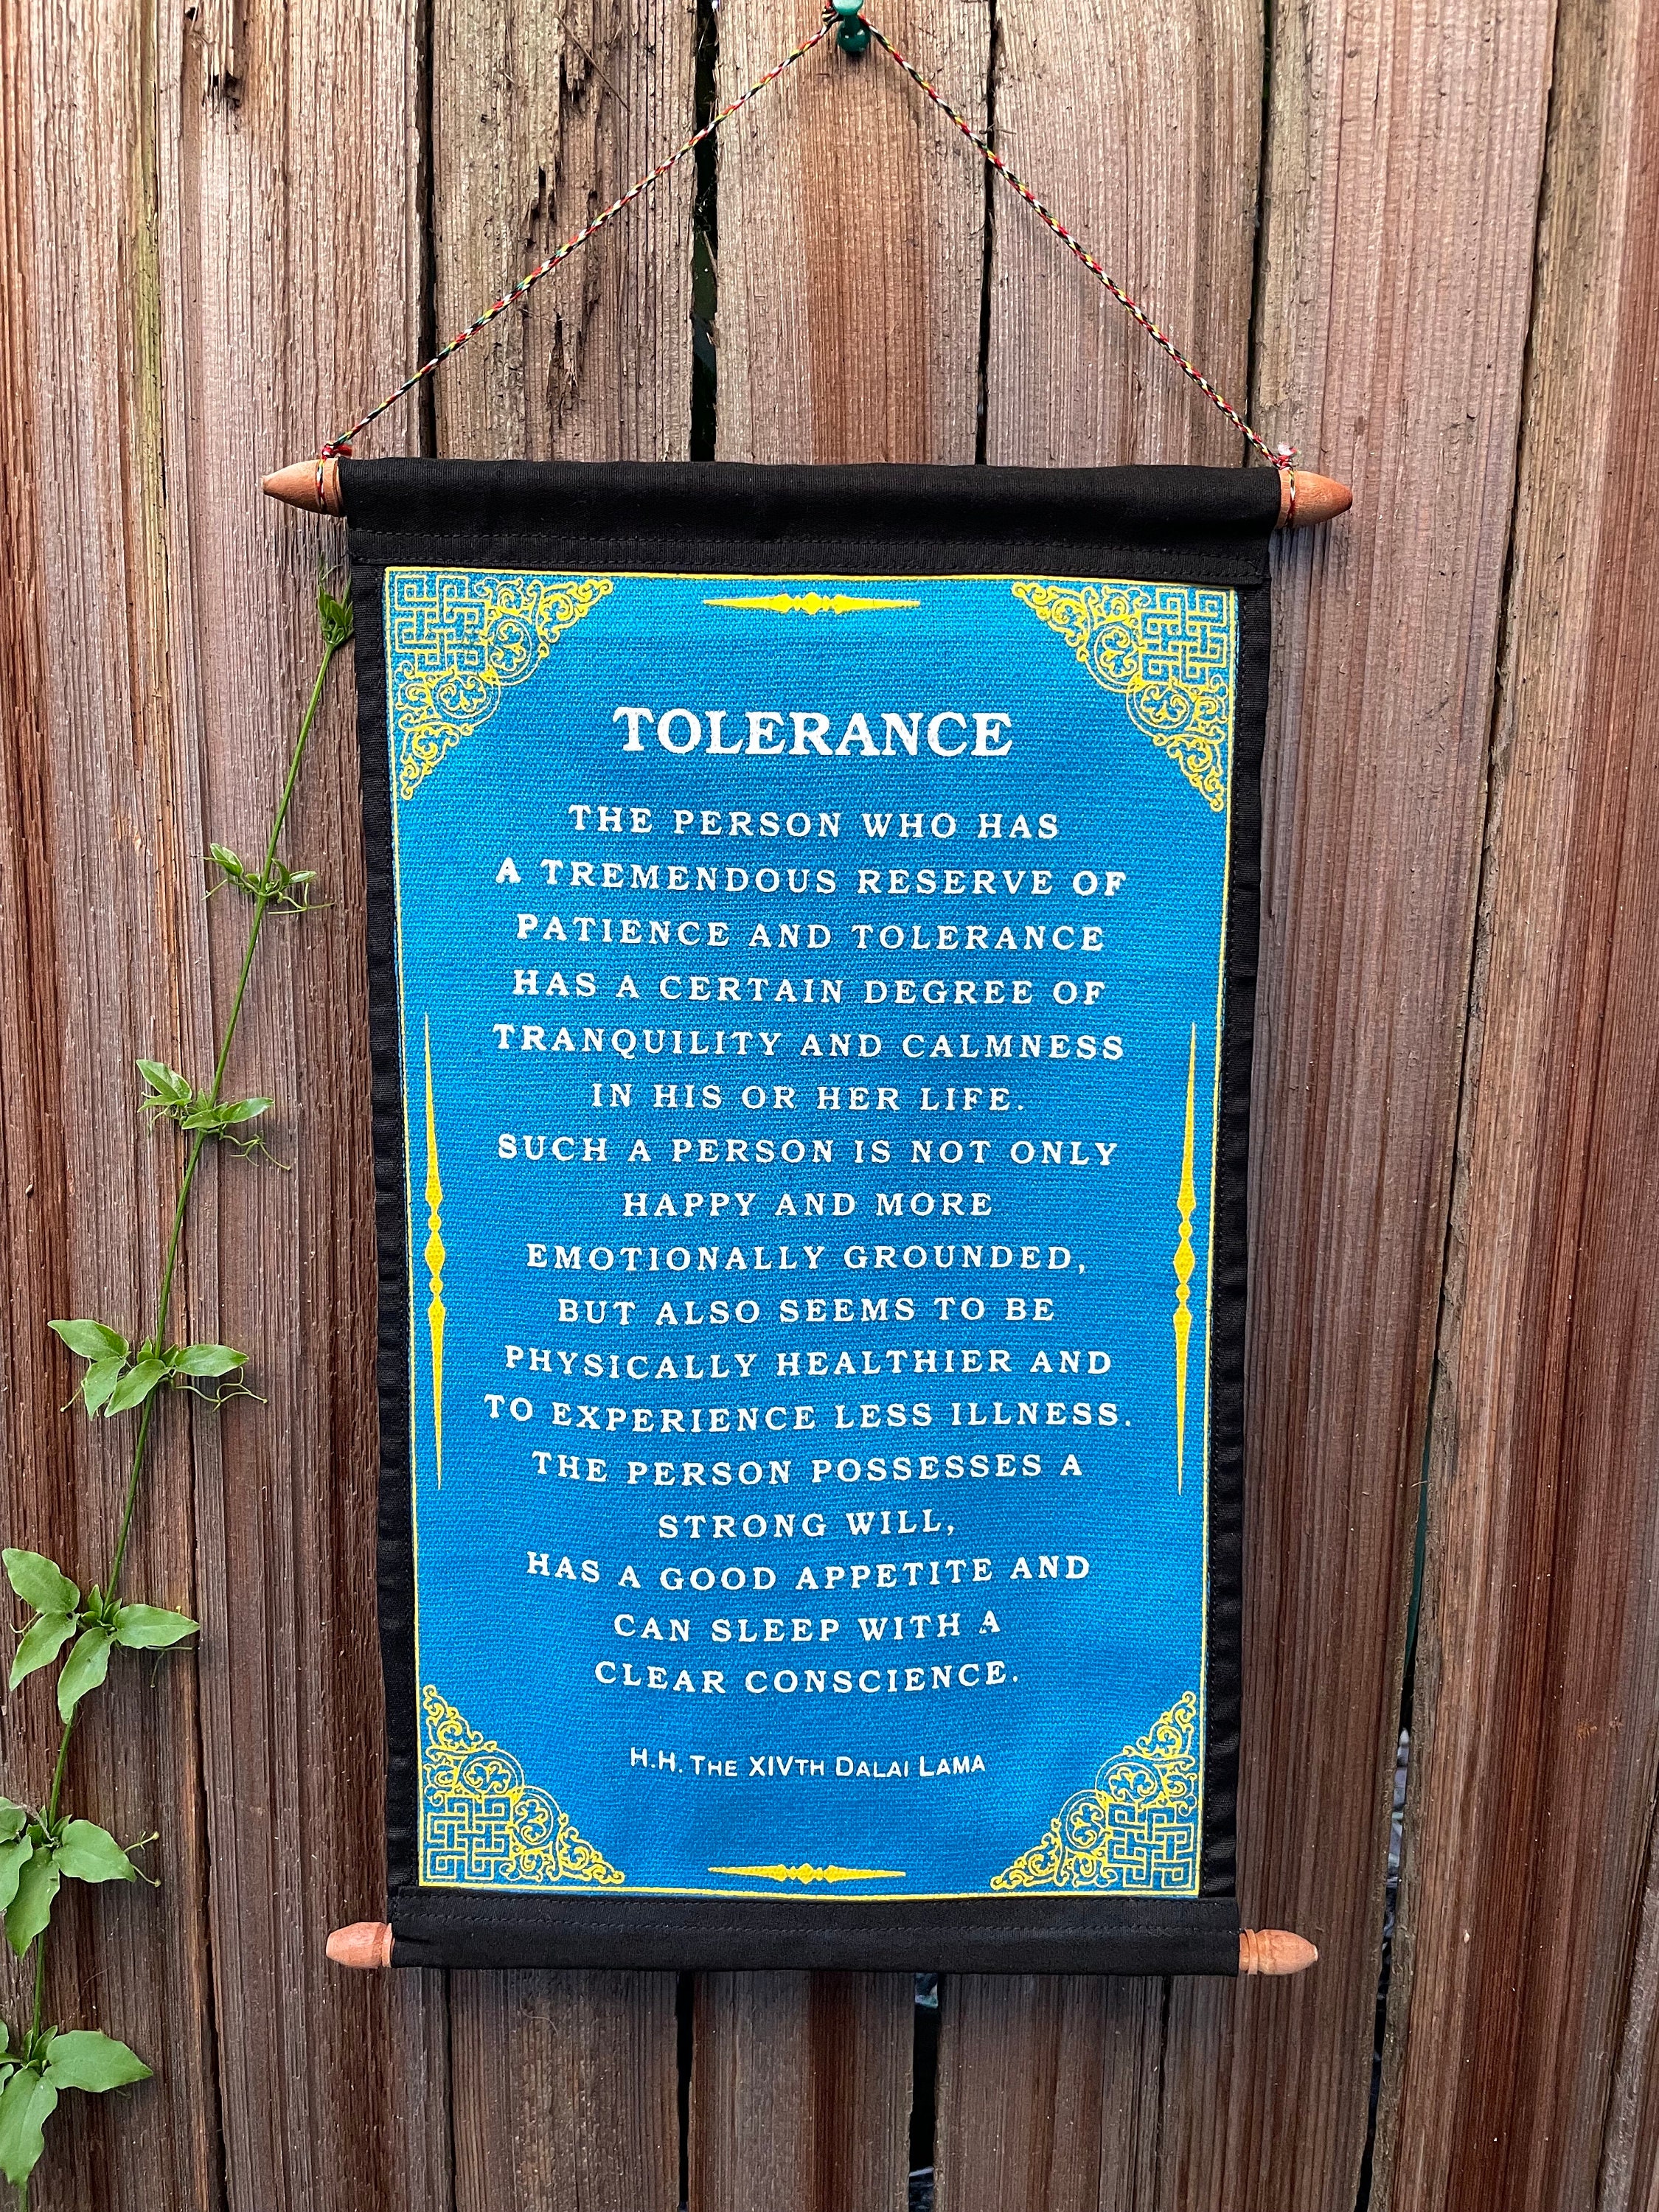 TOLERANCE
THE PERSON WHO HAS
A TREMENDOUS RESERVE OF
PATIENCE AND TOLERANCE
HAS A CERTAIN DEGREE OF
TRANQUILITY AND CALMNESS
IN HIS OR HER LIFE.
SUCH A PERSON IS NOT ONLY
HAPPY AND MORE
EMOTIONALLY GROUNDED,
BUT ALSO SEEMS TO BE
PHYSICALLY HEALTHIER AND
TO EXPERIENCE LESS ILLNESS.
THE PERSON POSSESSES A
STRONG WILL,
HAS A GOOD APPETITE AND
CAN SLEEP WITH A
CLEAR CONSCIENCE.
H.H. THE XIVTH DALAI LAMA